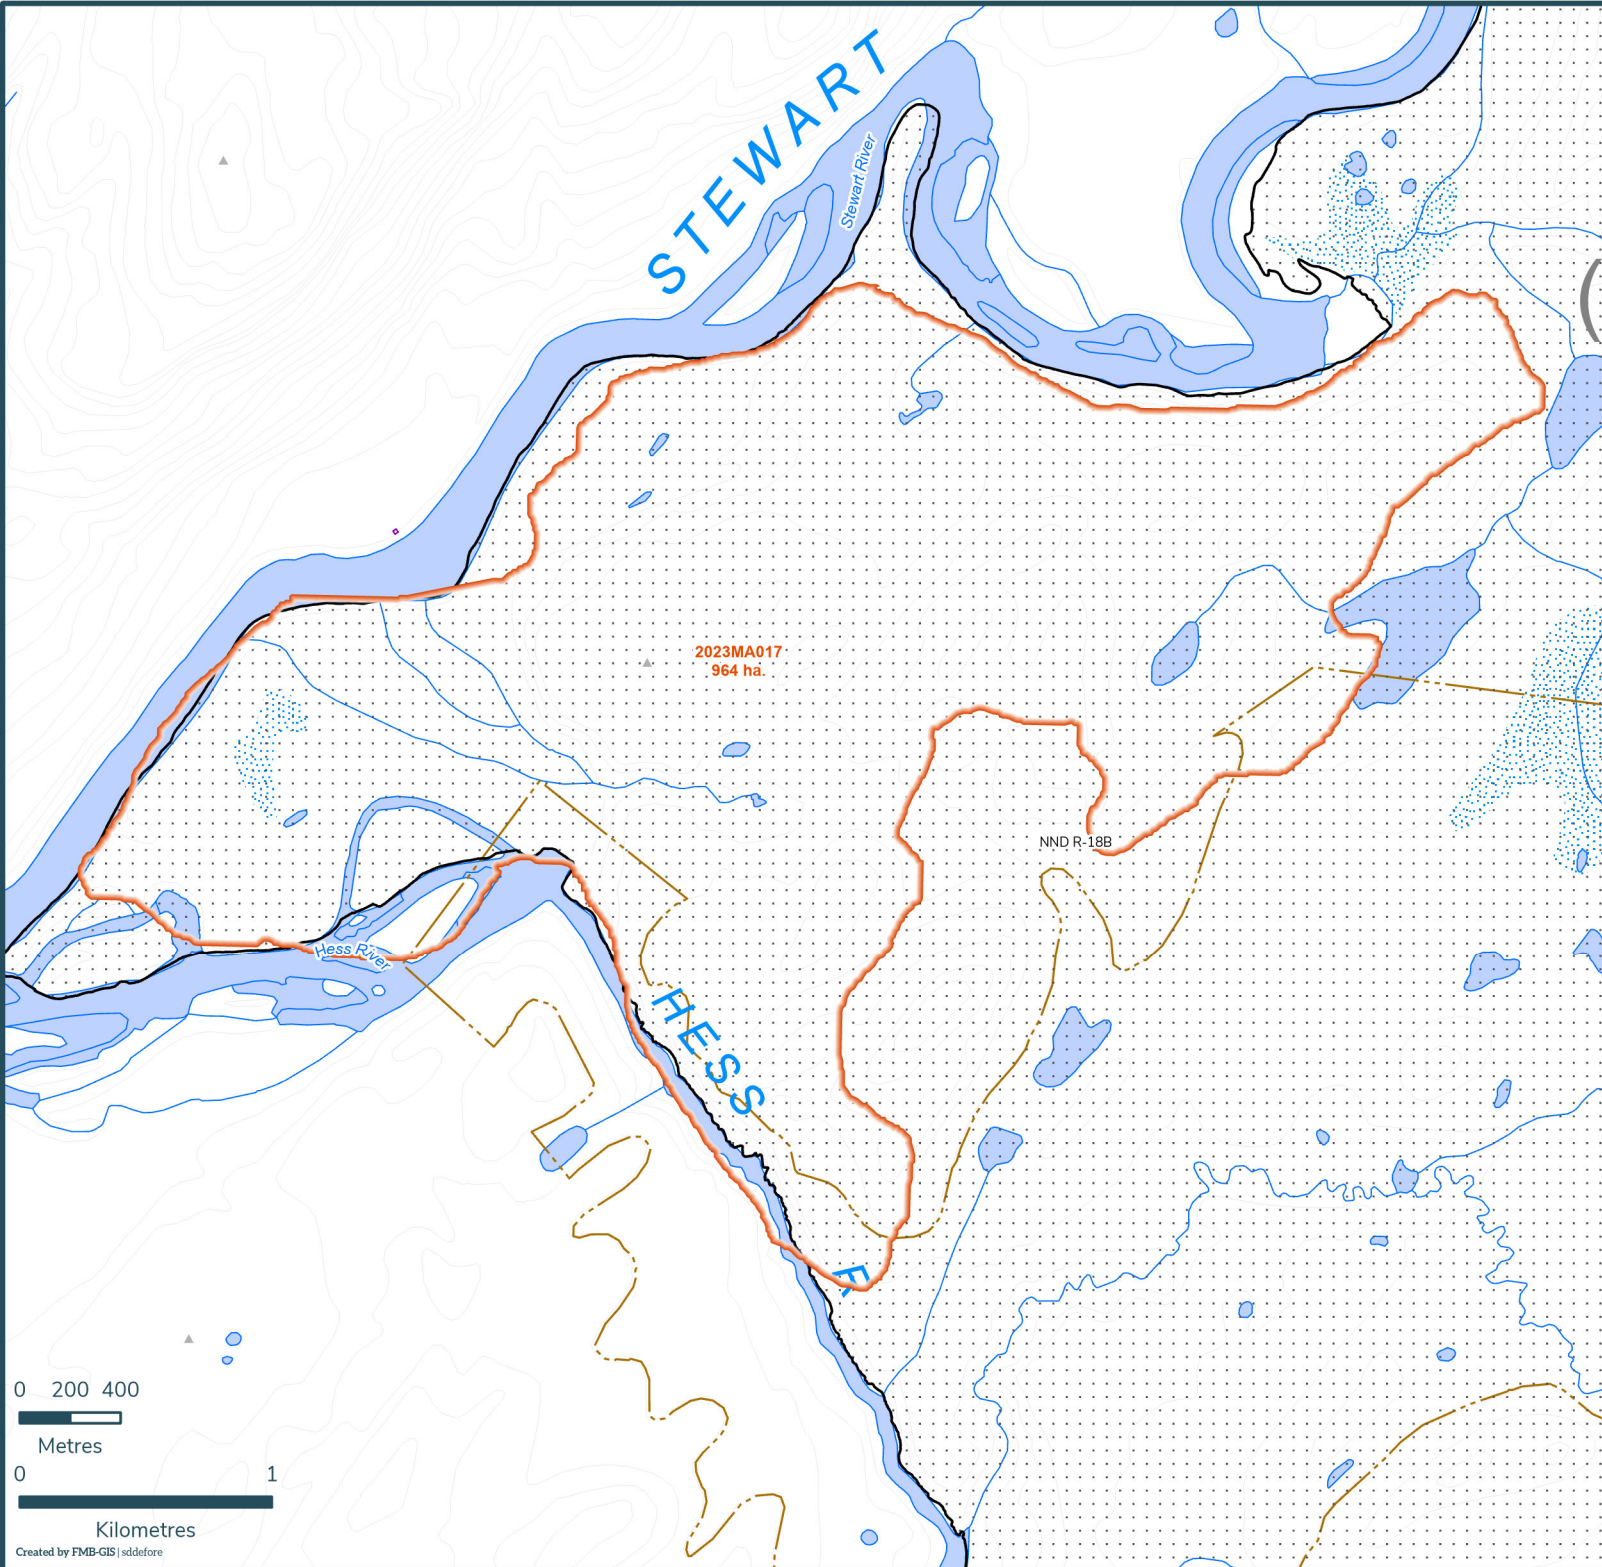 STEWART
Stewart River
(
2023MA017
964 ha.
NND R-18B
Hess River
HESS
0 200 400
Metres
0 1
Kilometres
Created by FMB-GIS | sddefore